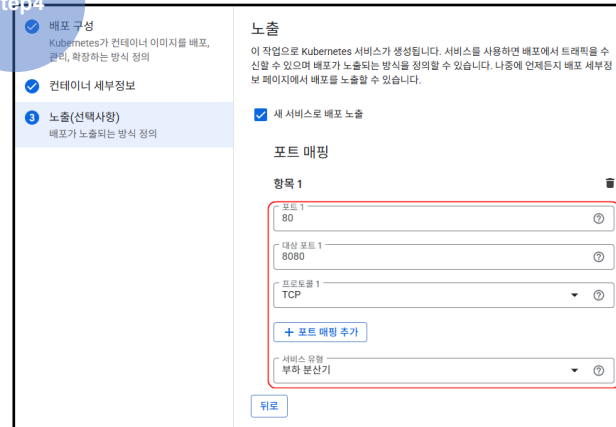 tep4
배포 구성
Kubernetes가 컨테이너 이미지를 배포,
관리, 확장하는 방식 정의
컨테이너 세부정보
3 노출(선택사항)
배포가 노출되는 방식 정의
노출
이 작업으로 Kubernetes 서비스가 생성됩니다. 서비스를 사용하면 배포에서 트래픽을 수
신할 수 있으며 배포가 노출되는 방식을 정의할 수 있습니다. 나중에 언제든지 배포 세부정
보 페이지에서 배포를 노출할 수 있습니다.
새 서비스로 배포 노출
포트 매핑
항목 1
포트 1
80
대상 포트 1
8080
프로토콜 1
TCP
+ 포트 매핑 추가
서비스 유형
부하 분산기
뒤로